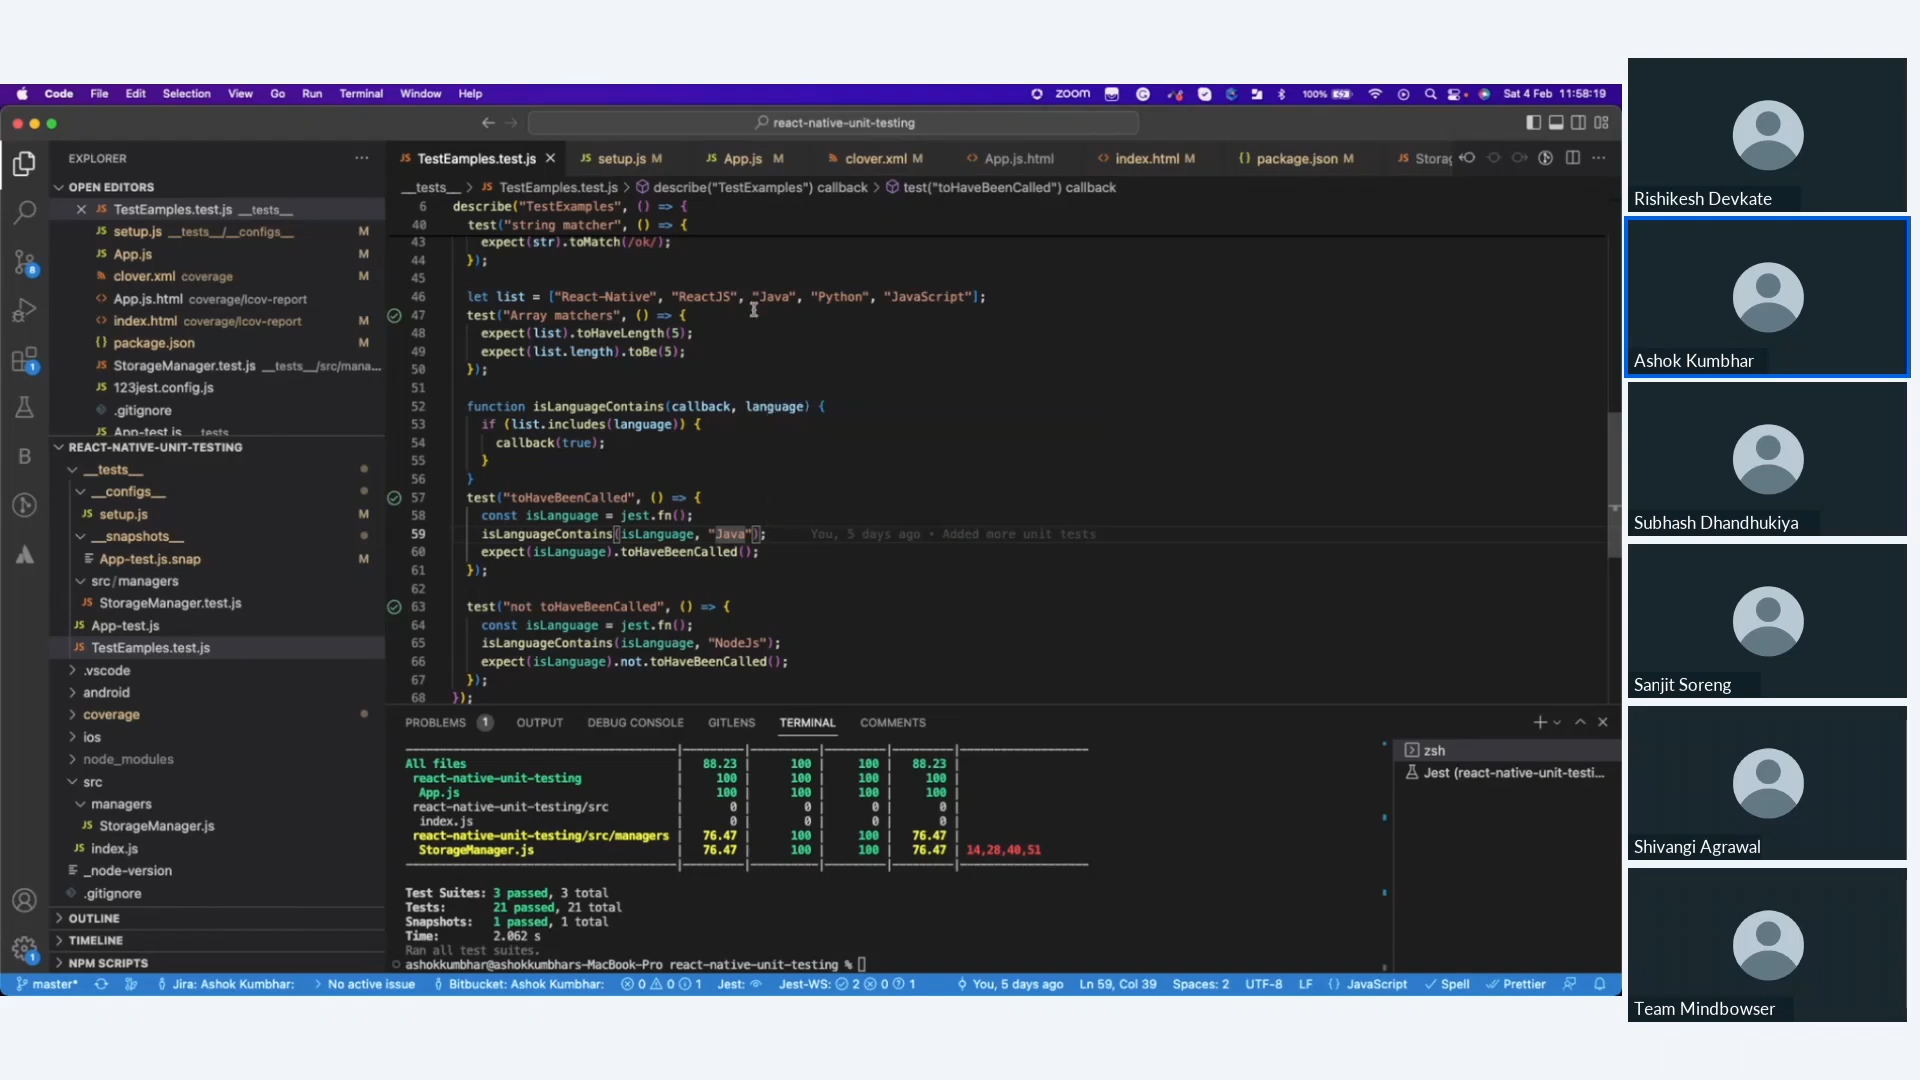 Code File Edit Selection View Go Run Terminal Window Help
zoom 100% Sat 4 Feb 11:58:19
react-native-unit-testing
EXPLORER
OPEN EDITORS
TestEamples.test.js __tests__
setup.js __tests__/__configs__ M
App.js M
clover.xml coverage M
App.js.html coverage/lcov-report
index.html coverage/lcov-report M
package.json M
StorageManager.test.js __tests__/src/mana...
123jest.config.js
.gitignore
App-test.js __tests__
REACT-NATIVE-UNIT-TESTING
__tests__
__configs__
setup.js M
__snapshots__
App-test.js.snap M
src/managers
StorageManager.test.js
App-test.js
TestEamples.test.js
.vscode
android
coverage
ios
node_modules
src
managers
StorageManager.js
index.js
_node-version
.gitignore
OUTLINE
TIMELINE
NPM SCRIPTS
8
1
B
1
TestEamples.test.js setup.js M App.js M clover.xml M App.js.html index.html M package.json M Storag
__tests__ > TestEamples.test.js > describe("TestExamples") callback > test("toHaveBeenCalled") callback
6 describe("TestExamples", () => {
40 test("string matcher", () => {
43 expect(str).toMatch(/ok/);
44 });
45
46 let list = ["React-Native", "ReactJS", "Java", "Python", "JavaScript"];
47 test("Array matchers", () => {
48 expect(list).toHaveLength(5);
49 expect(list.length).toBe(5);
50 });
51
52 function isLanguageContains(callback, language) {
53 if (list.includes(language)) {
54 callback(true);
55 }
56 }
57 test("toHaveBeenCalled", () => {
58 const isLanguage = jest.fn();
59 isLanguageContains(isLanguage, "Java"); You, 5 days ago • Added more unit tests
60 expect(isLanguage).toHaveBeenCalled();
61 });
62
63 test("not toHaveBeenCalled", () => {
64 const isLanguage = jest.fn();
65 isLanguageContains(isLanguage, "NodeJs");
66 expect(isLanguage).not.toHaveBeenCalled();
67 });
68 });
PROBLEMS 1 OUTPUT DEBUG CONSOLE GITLENS TERMINAL COMMENTS
All files | 88.23 | 100 | 100 | 88.23 |
react-native-unit-testing | 100 | 100 | 100 | 100 |
App.js | 100 | 100 | 100 | 100 |
react-native-unit-testing/src | 0 | 0 | 0 | 0 |
index.js | 0 | 0 | 0 | 0 |
react-native-unit-testing/src/managers | 76.47 | 100 | 100 | 76.47 |
StorageManager.js | 76.47 | 100 | 100 | 76.47 | 14,28,40,51
Test Suites: 3 passed, 3 total
Tests: 21 passed, 21 total
Snapshots: 1 passed, 1 total
Time: 2.062 s
Ran all test suites.
ashokkumbhar@ashokkumbhars-MacBook-Pro react-native-unit-testing %
zsh
Jest (react-native-unit-testi...
master* Jira: Ashok Kumbhar: No active issue Bitbucket: Ashok Kumbhar: 0 0 1 Jest: Jest-WS: 2 0 1 You, 5 days ago Ln 59, Col 39 Spaces: 2 UTF-8 LF {} JavaScript Spell Prettier
Rishikesh Devkate
Ashok Kumbhar
Subhash Dhandhukiya
Sanjit Soreng
Shivangi Agrawal
Team Mindbowser